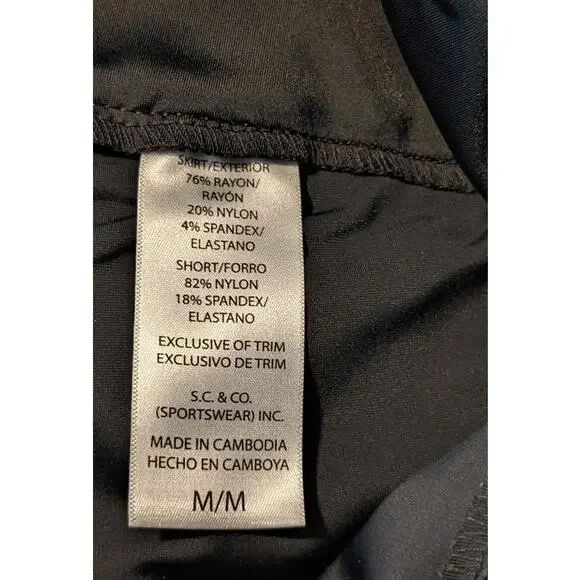 SKIRT/EXTERIOR
76% RAYON/
RAYÓN
20% NYLON
4% SPANDEX/
ELASTANO
SHORT/FORRO
82% NYLON
18% SPANDEX/
ELASTANO
EXCLUSIVE OF TRIM
EXCLUSIVO DE TRIM
S.C. & CO.
(SPORTSWEAR) INC.
MADE IN CAMBODIA
HECHO EN CAMBOYA
M/M